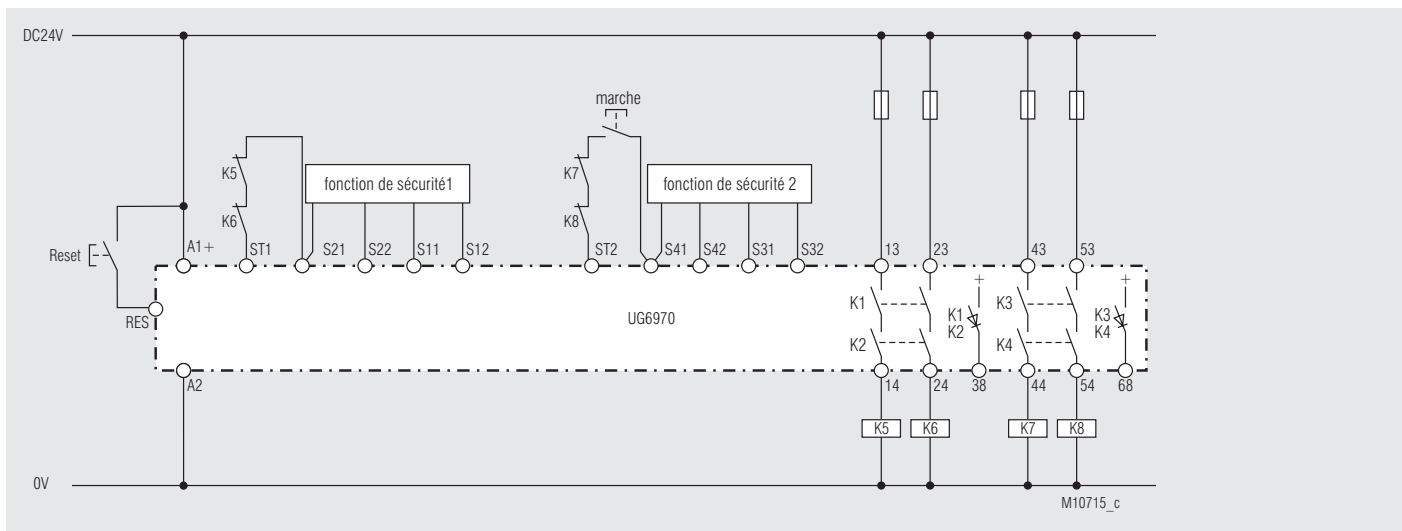 DC24V
marche
K5
fonction de sécurité1
K7
fonction de sécurité 2
K6
K8
Reset
A1+
ST1
S21
S22
S11
S12
ST2
S41
S42
S31
S32
13
23
43
53
RES
UG6970
K1
+
K1
K2
K3
+
K3
K4
K2
K4
A2
14
24
38
44
54
68
K5
K6
K7
K8
0V
M10715_c